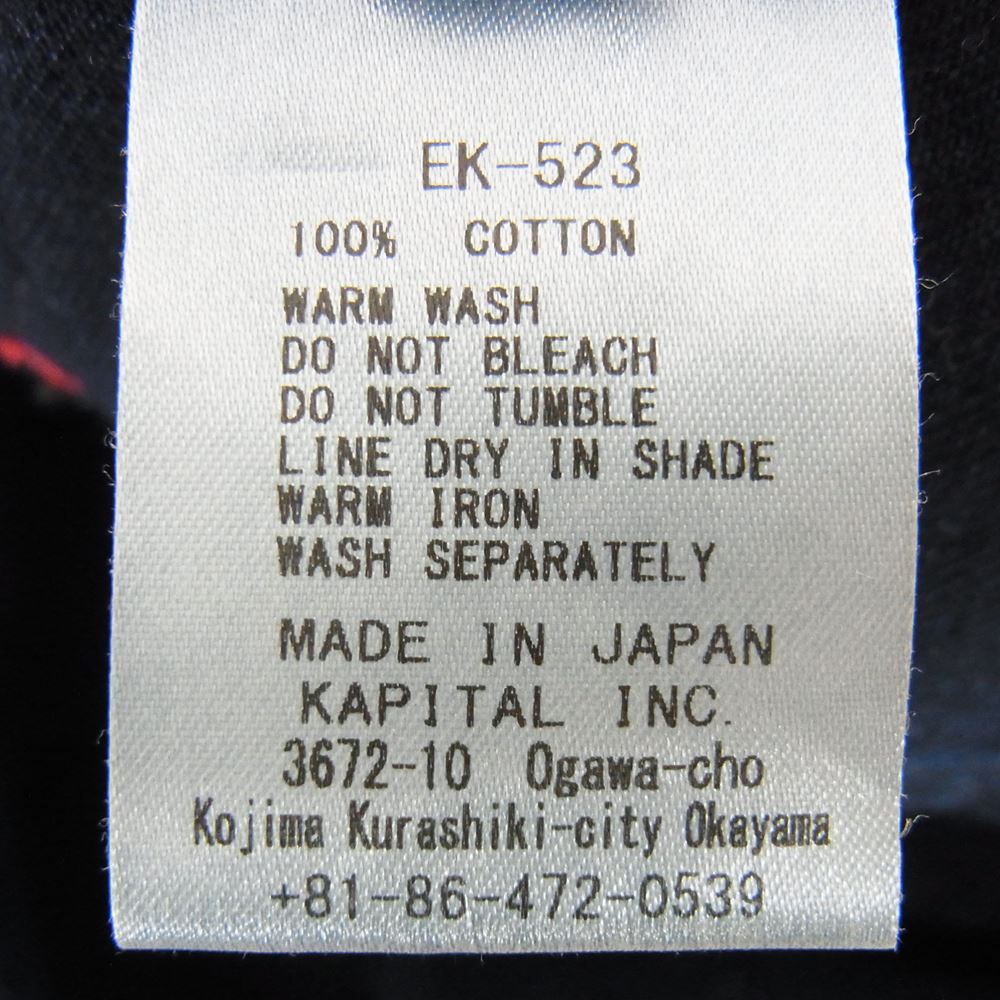 EK-523
100% COTTON
WARM WASH
DO NOT BLEACH
DO NOT TUMBLE
LINE DRY IN SHADE
WARM IRON
WASH SEPARATELY
MADE IN JAPAN
KAPITAL INC.
3672-10 Ogawa-cho
Kojima Kurashiki-city Okayama
+81-86-472-0539